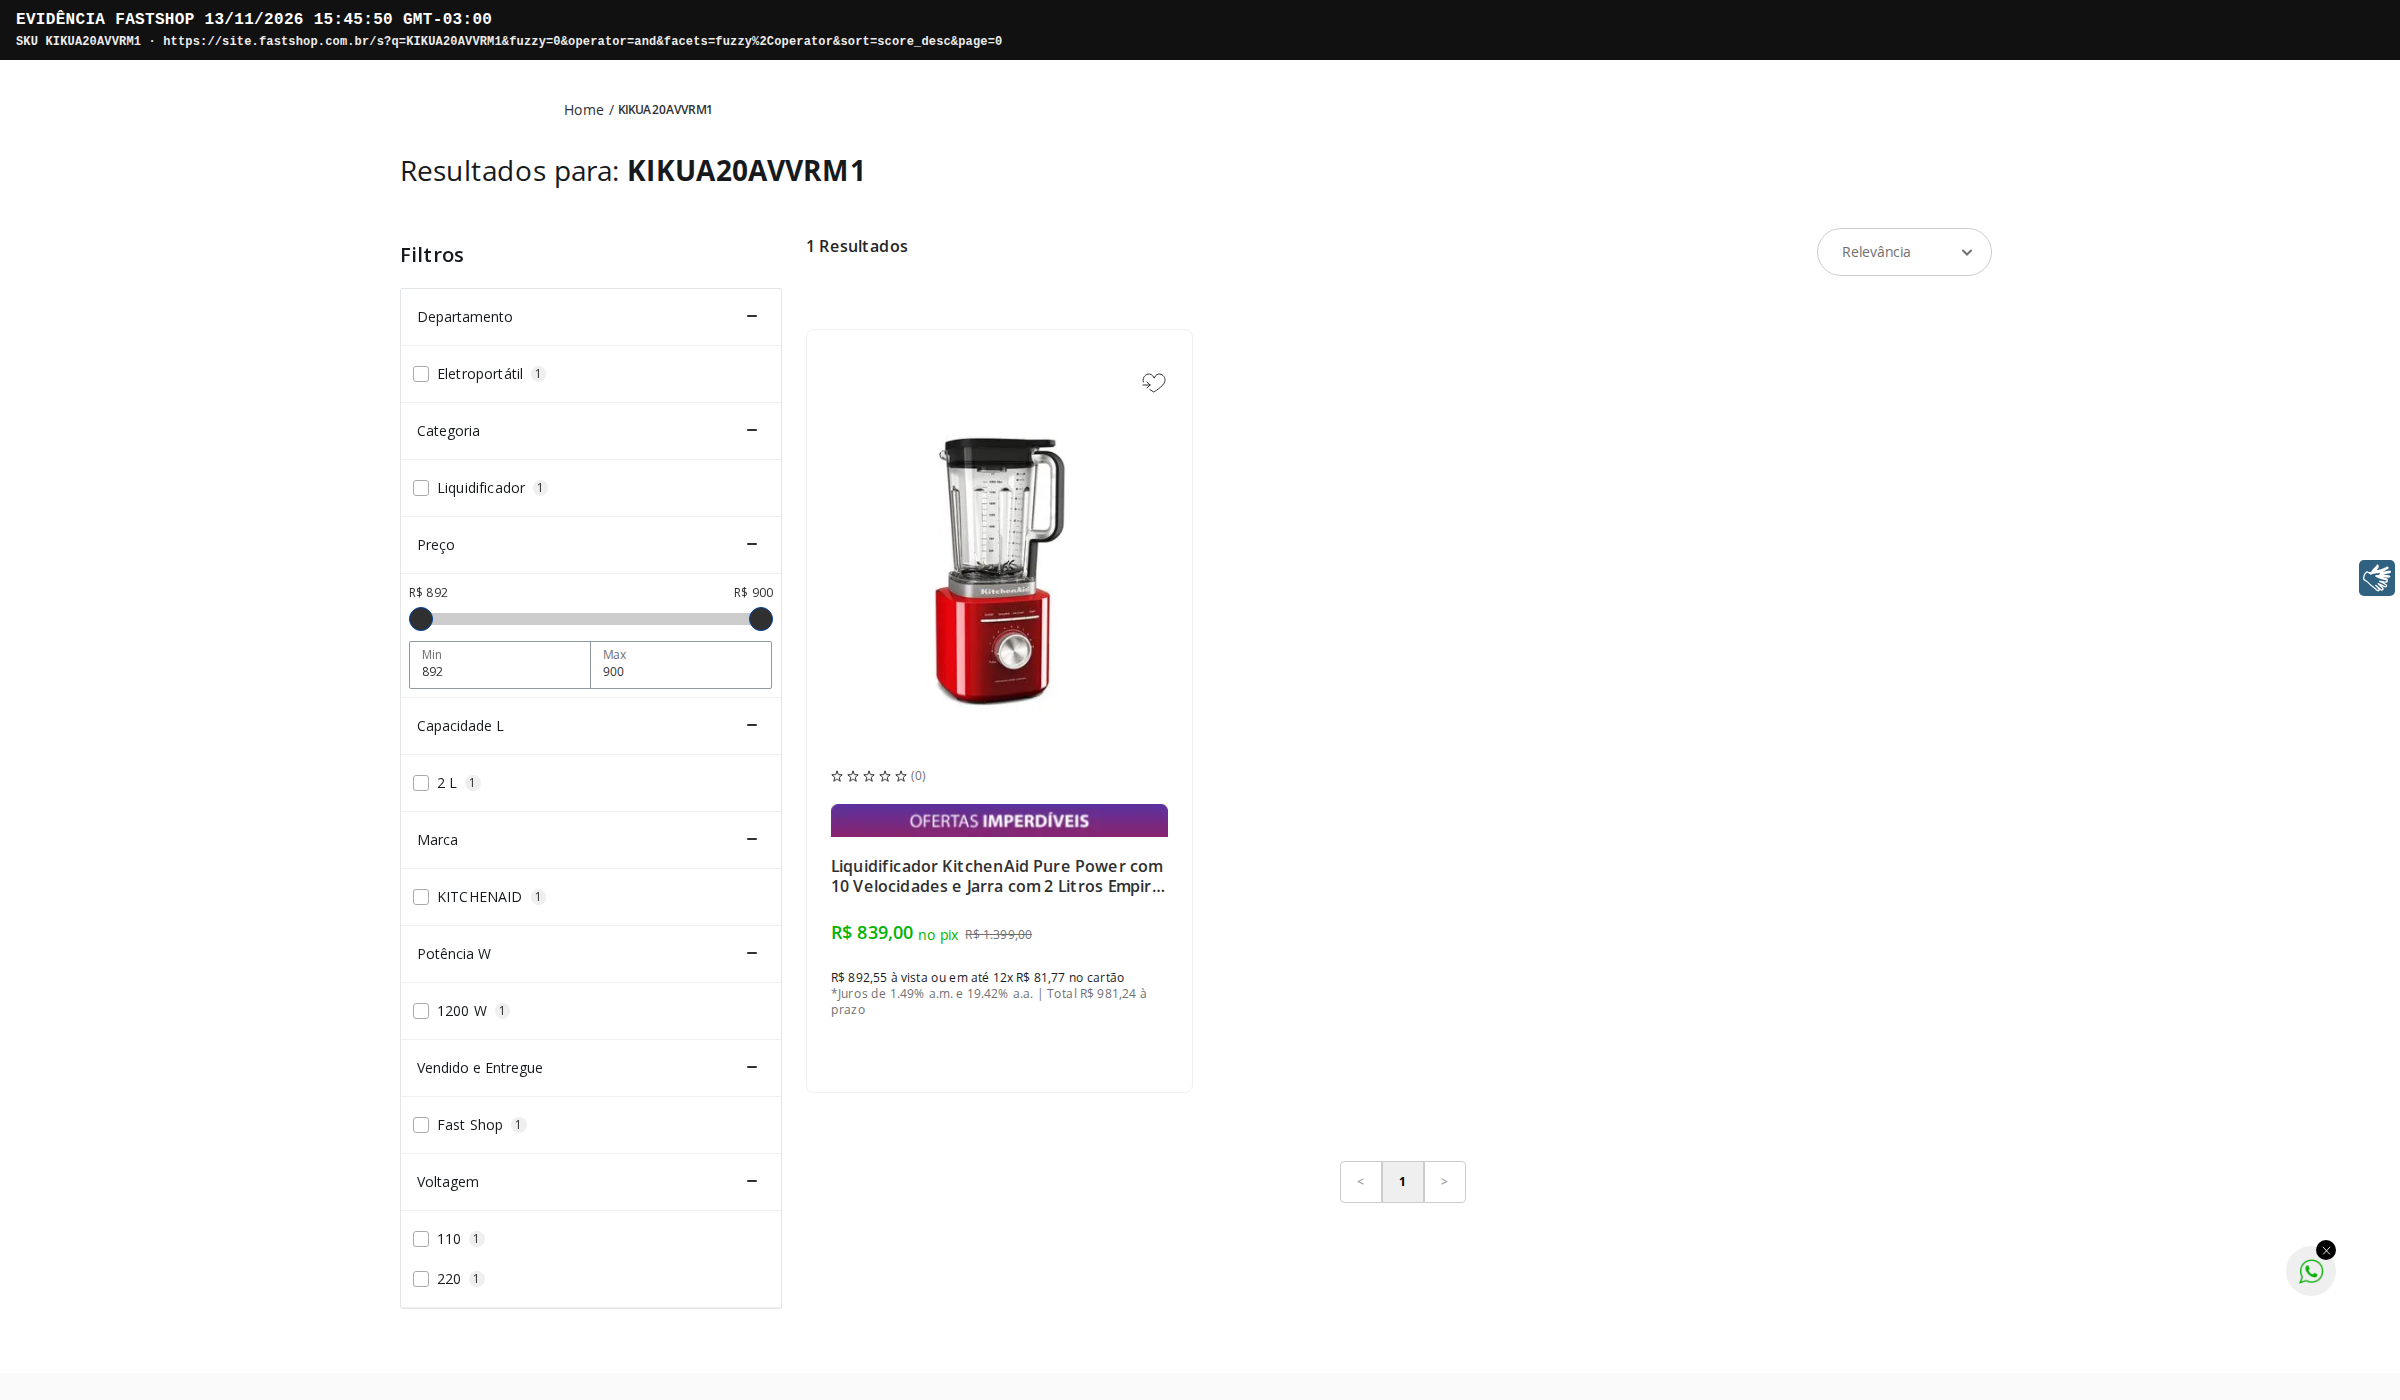 EVIDÊNCIA FASTSHOP 13/11/2026 15:45:50 GMT-03:00
SKU KIKUA20AVVRM1 · https://site.fastshop.com.br/s?q=KIKUA20AVVRM1&fuzzy=0&operator=and&facets=fuzzy%2Coperator&sort=score_desc&page=0
Home / KIKUA20AVVRM1
Resultados para: KIKUA20AVVRM1
Filtros
1 Resultados
Relevância
Departamento
Eletroportátil 1
Categoria
Liquidificador 1
Preço
R$ 892 R$ 900
Min Max
892 900
Capacidade L
2 L 1
Marca
KITCHENAID 1
Potência W
1200 W 1
Vendido e Entregue
Fast Shop 1
Voltagem
110 1
220 1
KitchenAid
(0)
OFERTAS IMPERDÍVEIS
Liquidificador KitchenAid Pure Power com
10 Velocidades e Jarra com 2 Litros Empir...
R$ 839,00 no pix R$ 1.399,00
R$ 892,55 à vista ou em até 12x R$ 81,77 no cartão
*Juros de 1.49% a.m. e 19.42% a.a. | Total R$ 981,24 à
prazo
< 1 >